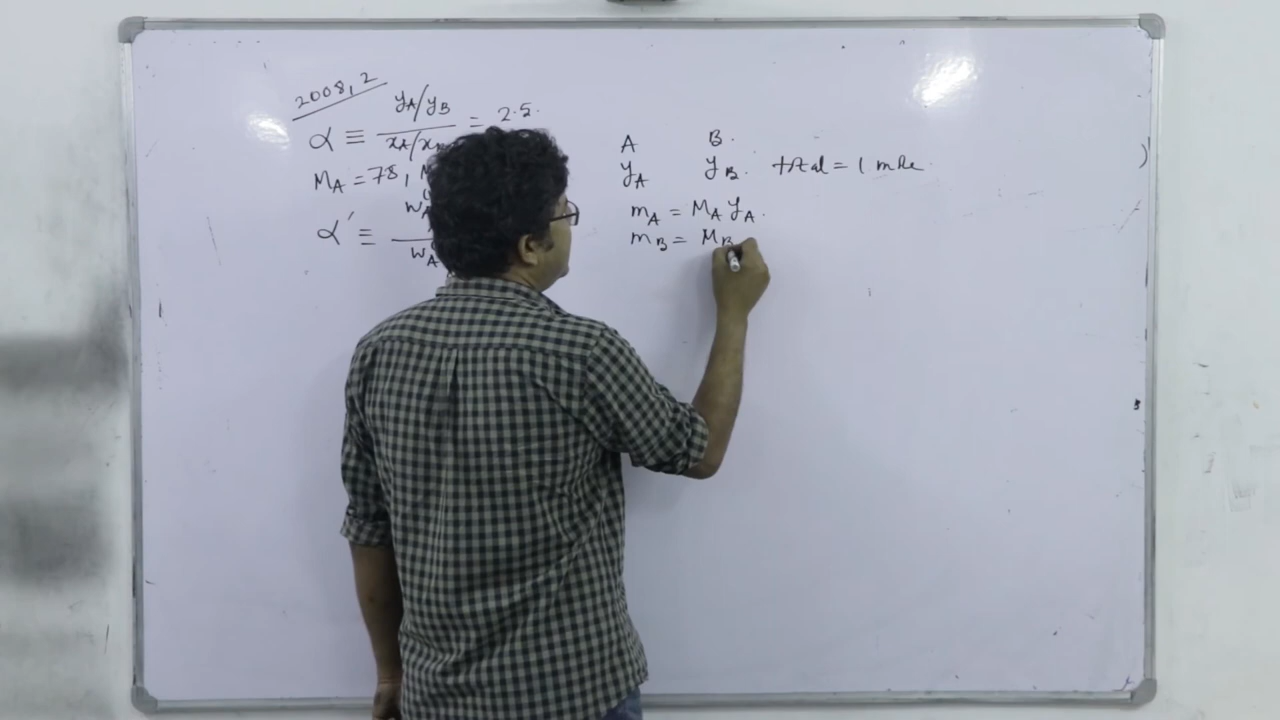 2008, 2
α ≡ yA/yB / xA/x = 2.5.
MA = 78,
α' ≡ wA
A B.
yA yB. total = 1 mole.
mA = MA yA.
mB = MB